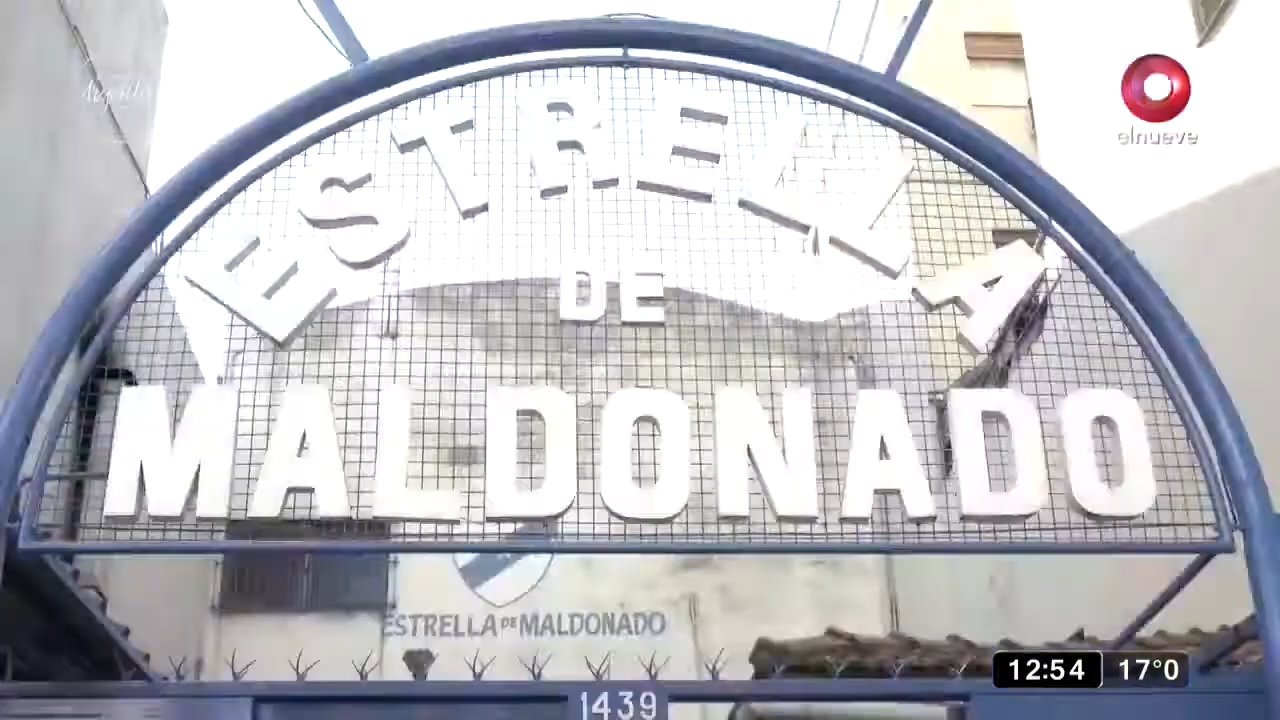 elnueve
ESTRELLA
DE
MALDONADO
ESTRELLA DE MALDONADO
12:54 17°0
1439